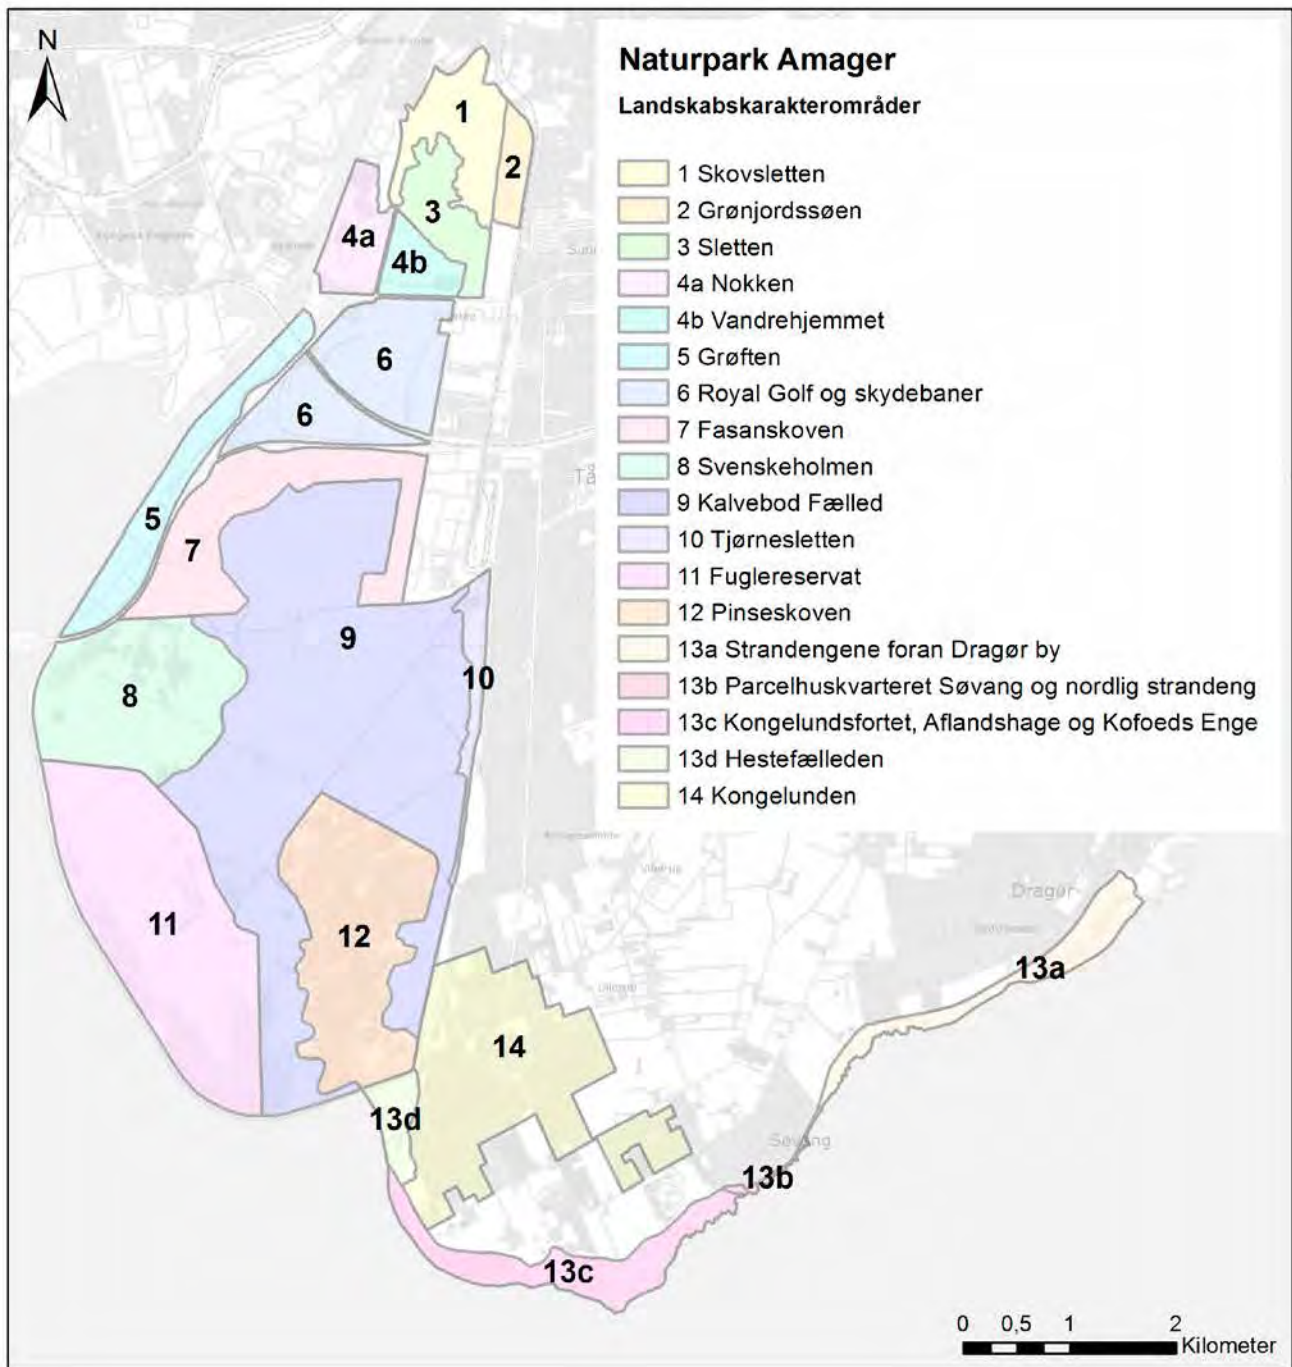 N
Naturpark Amager
Landskabskarakterområder
1 Skovsletten
2 Grønjordssøen
3 Sletten
4a Nokken
4b Vandrehjemmet
5 Grøften
6 Royal Golf og skydebaner
7 Fasanskoven
8 Svenskeholmen
9 Kalvebod Fælled
10 Tjørnesletten
11 Fuglereservat
12 Pinseskoven
13a Strandengene foran Dragør by
13b Parcelhuskvarteret Søvang og nordlig strandeng
13c Kongelundsfortet, Aflandshage og Kofoeds Enge
13d Hestefælleden
14 Kongelunden
1
2
3
4a
4b
6
6
5
7
9
10
8
12
11
Dragør
13a
14
13d
Søvang
13b
13c
0 0,5 1 2
Kilometer